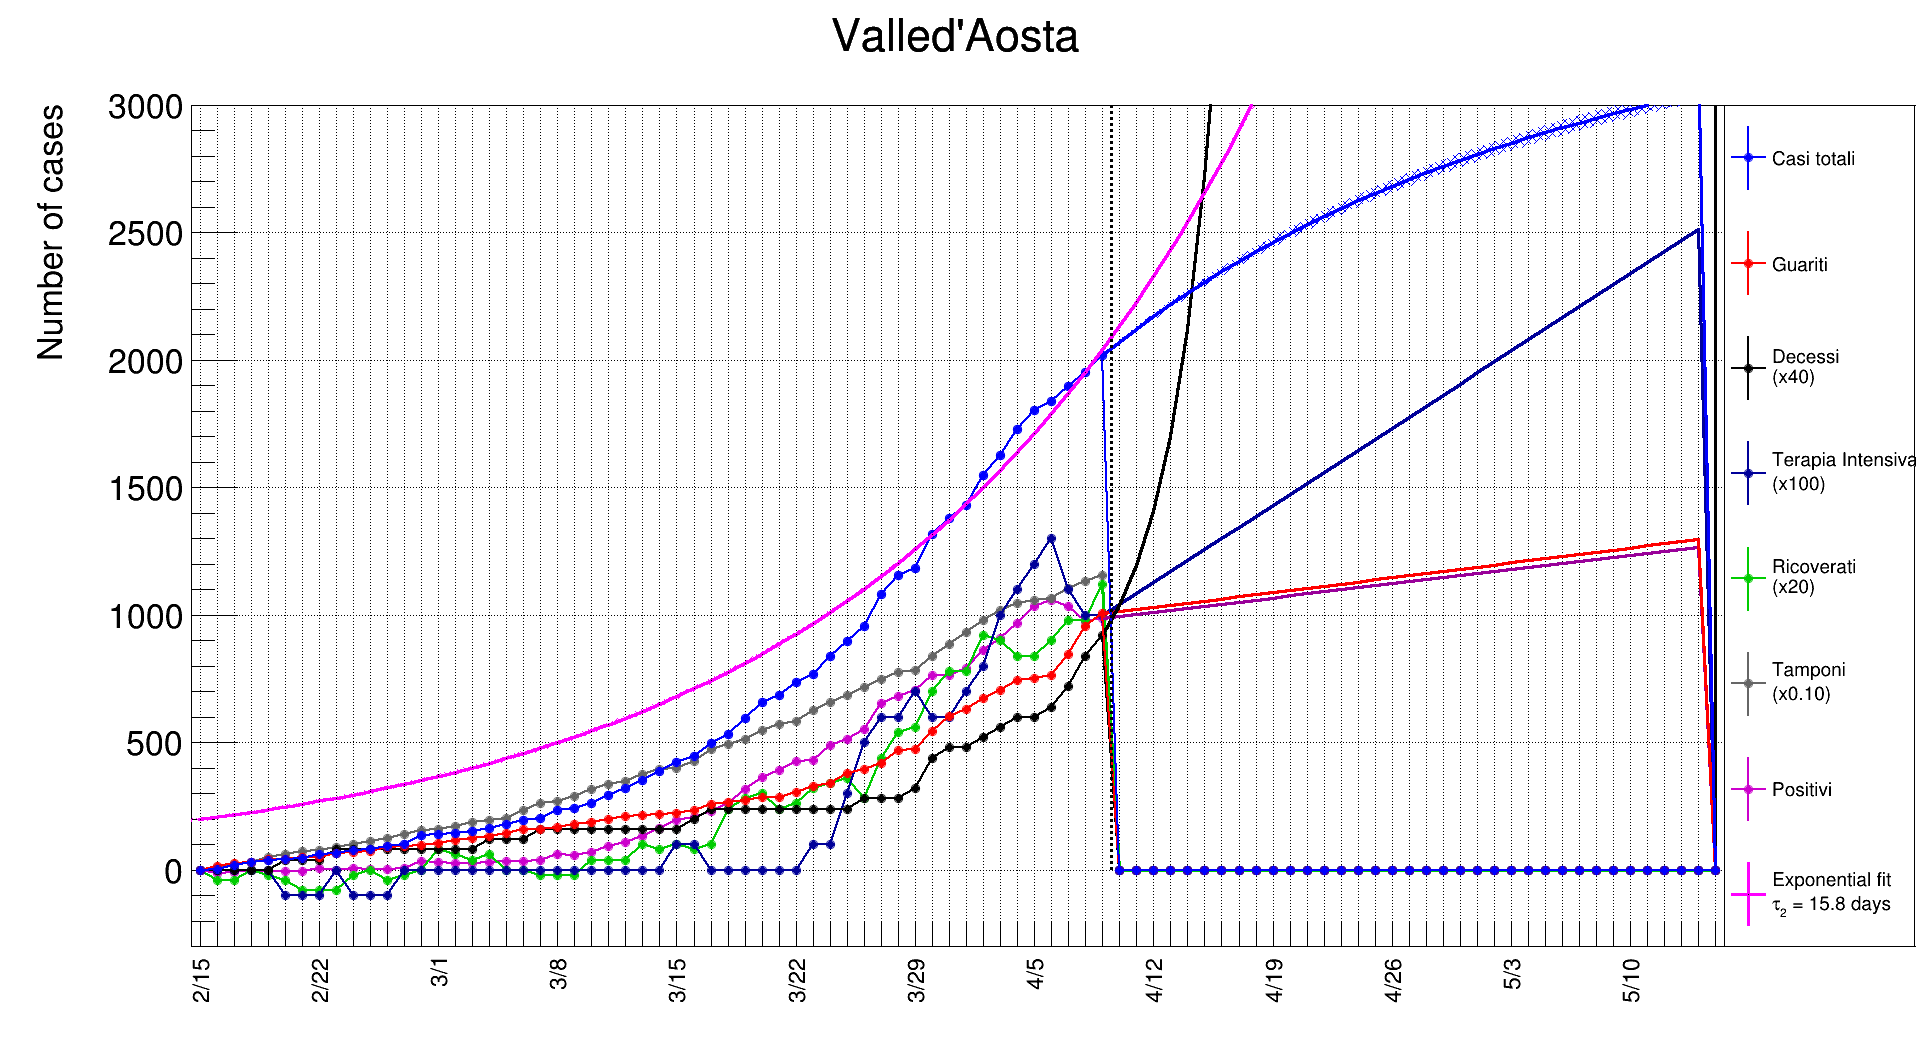 Valled'Aosta
Number of cases
3000
2500
2000
1500
1000
500
0
2/15
2/22
3/1
3/8
3/15
3/22
3/29
4/5
4/12
4/19
4/26
5/3
5/10
Casi totali
Guariti
Decessi
(x40)
Terapia Intensiva
(x100)
Ricoverati
(x20)
Tamponi
(x0.10)
Positivi
Exponential fit
τ2 = 15.8 days